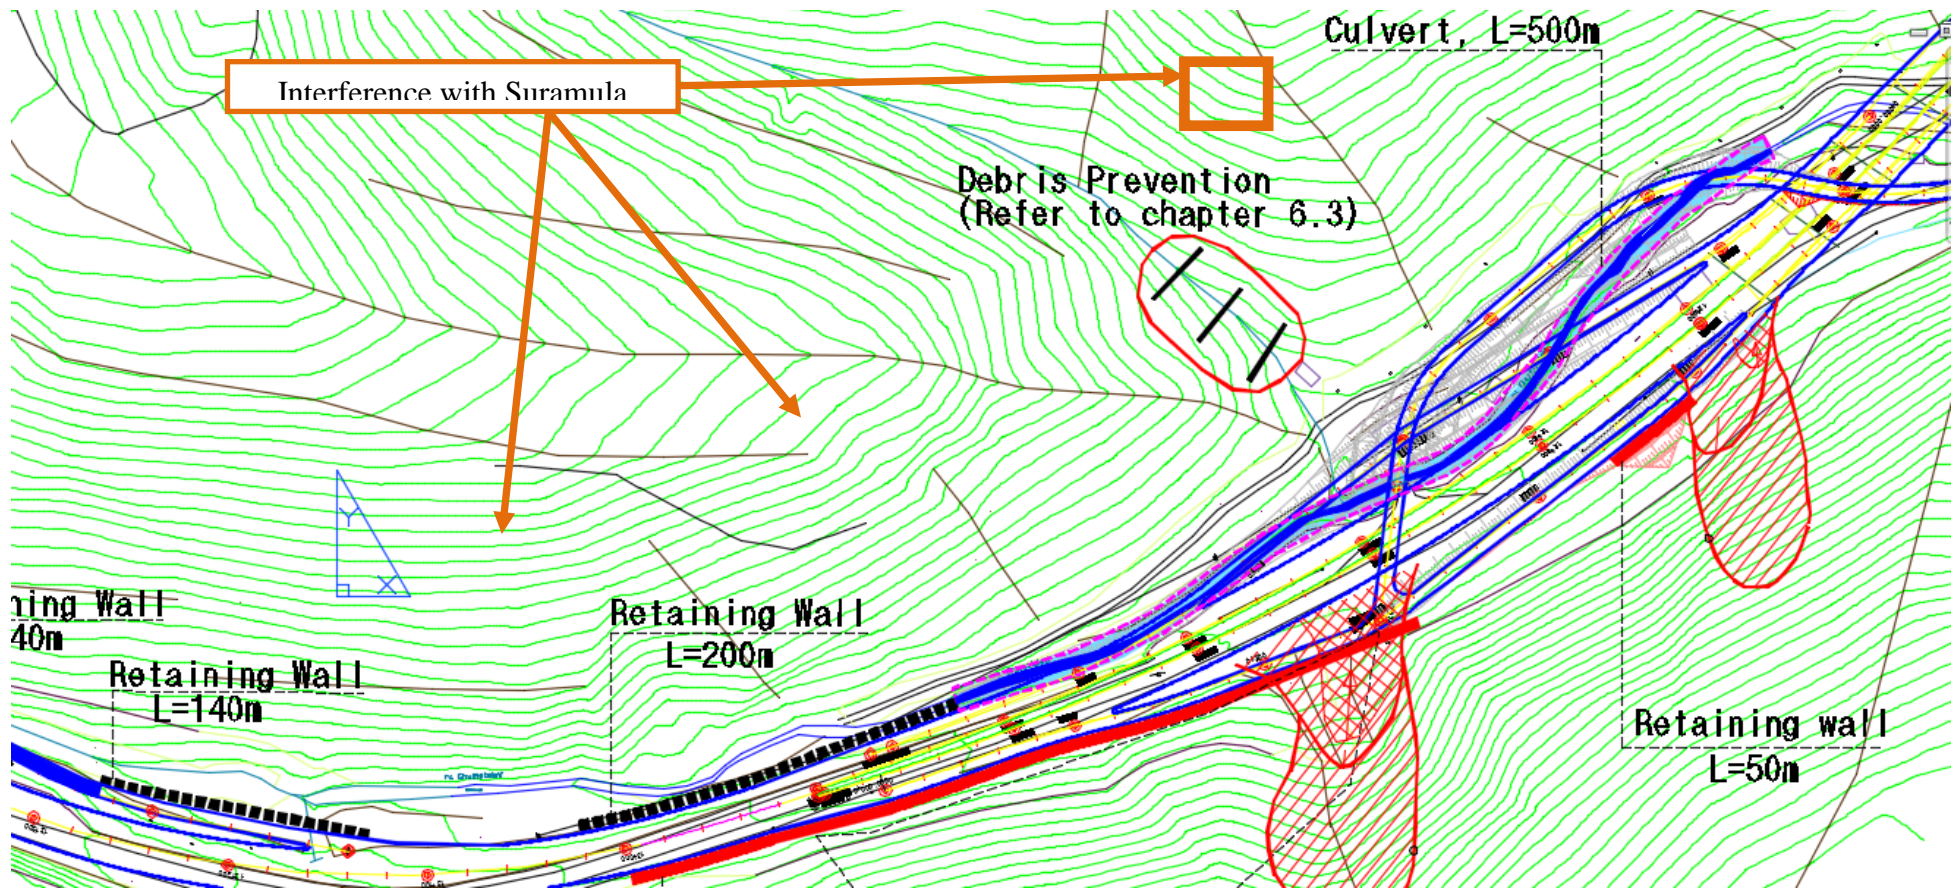 Culvert, L=500m
Interference with Suramula
Debris Prevention
(Refer to chapter 6.3)
Y
X
ning Wall
40m
Retaining Wall
L=200m
Retaining Wall
L=140m
Retaining wall
L=50m